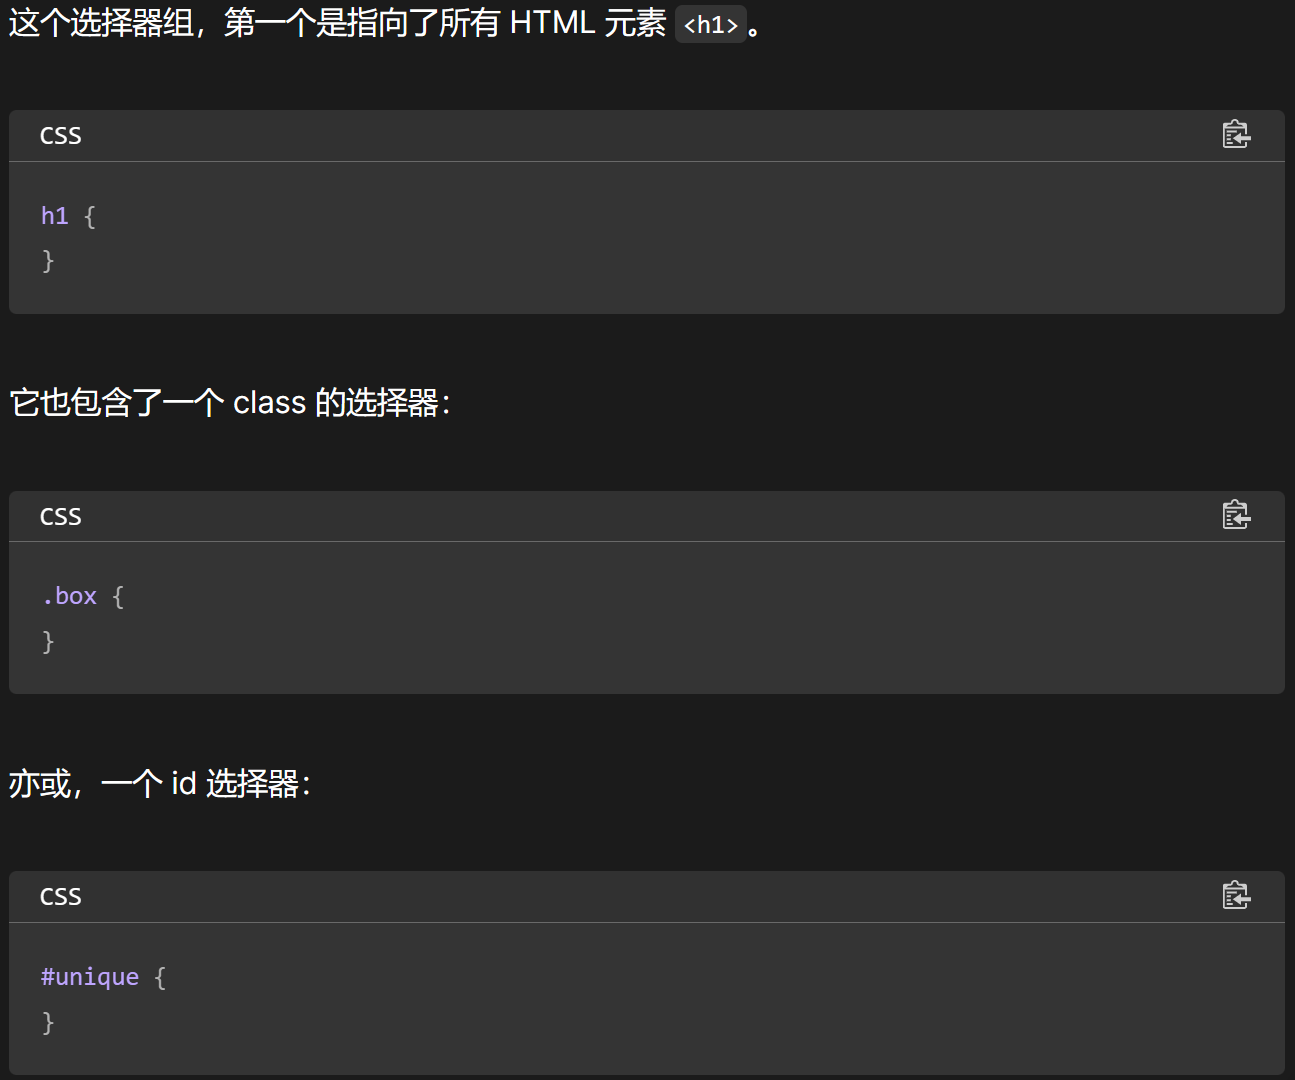 这个选择器组，第一个是指向了所有 HTML 元素 <h1>。
CSS
h1 {
}
它也包含了一个 class 的选择器：
CSS
.box {
}
亦或，一个 id 选择器：
CSS
#unique {
}